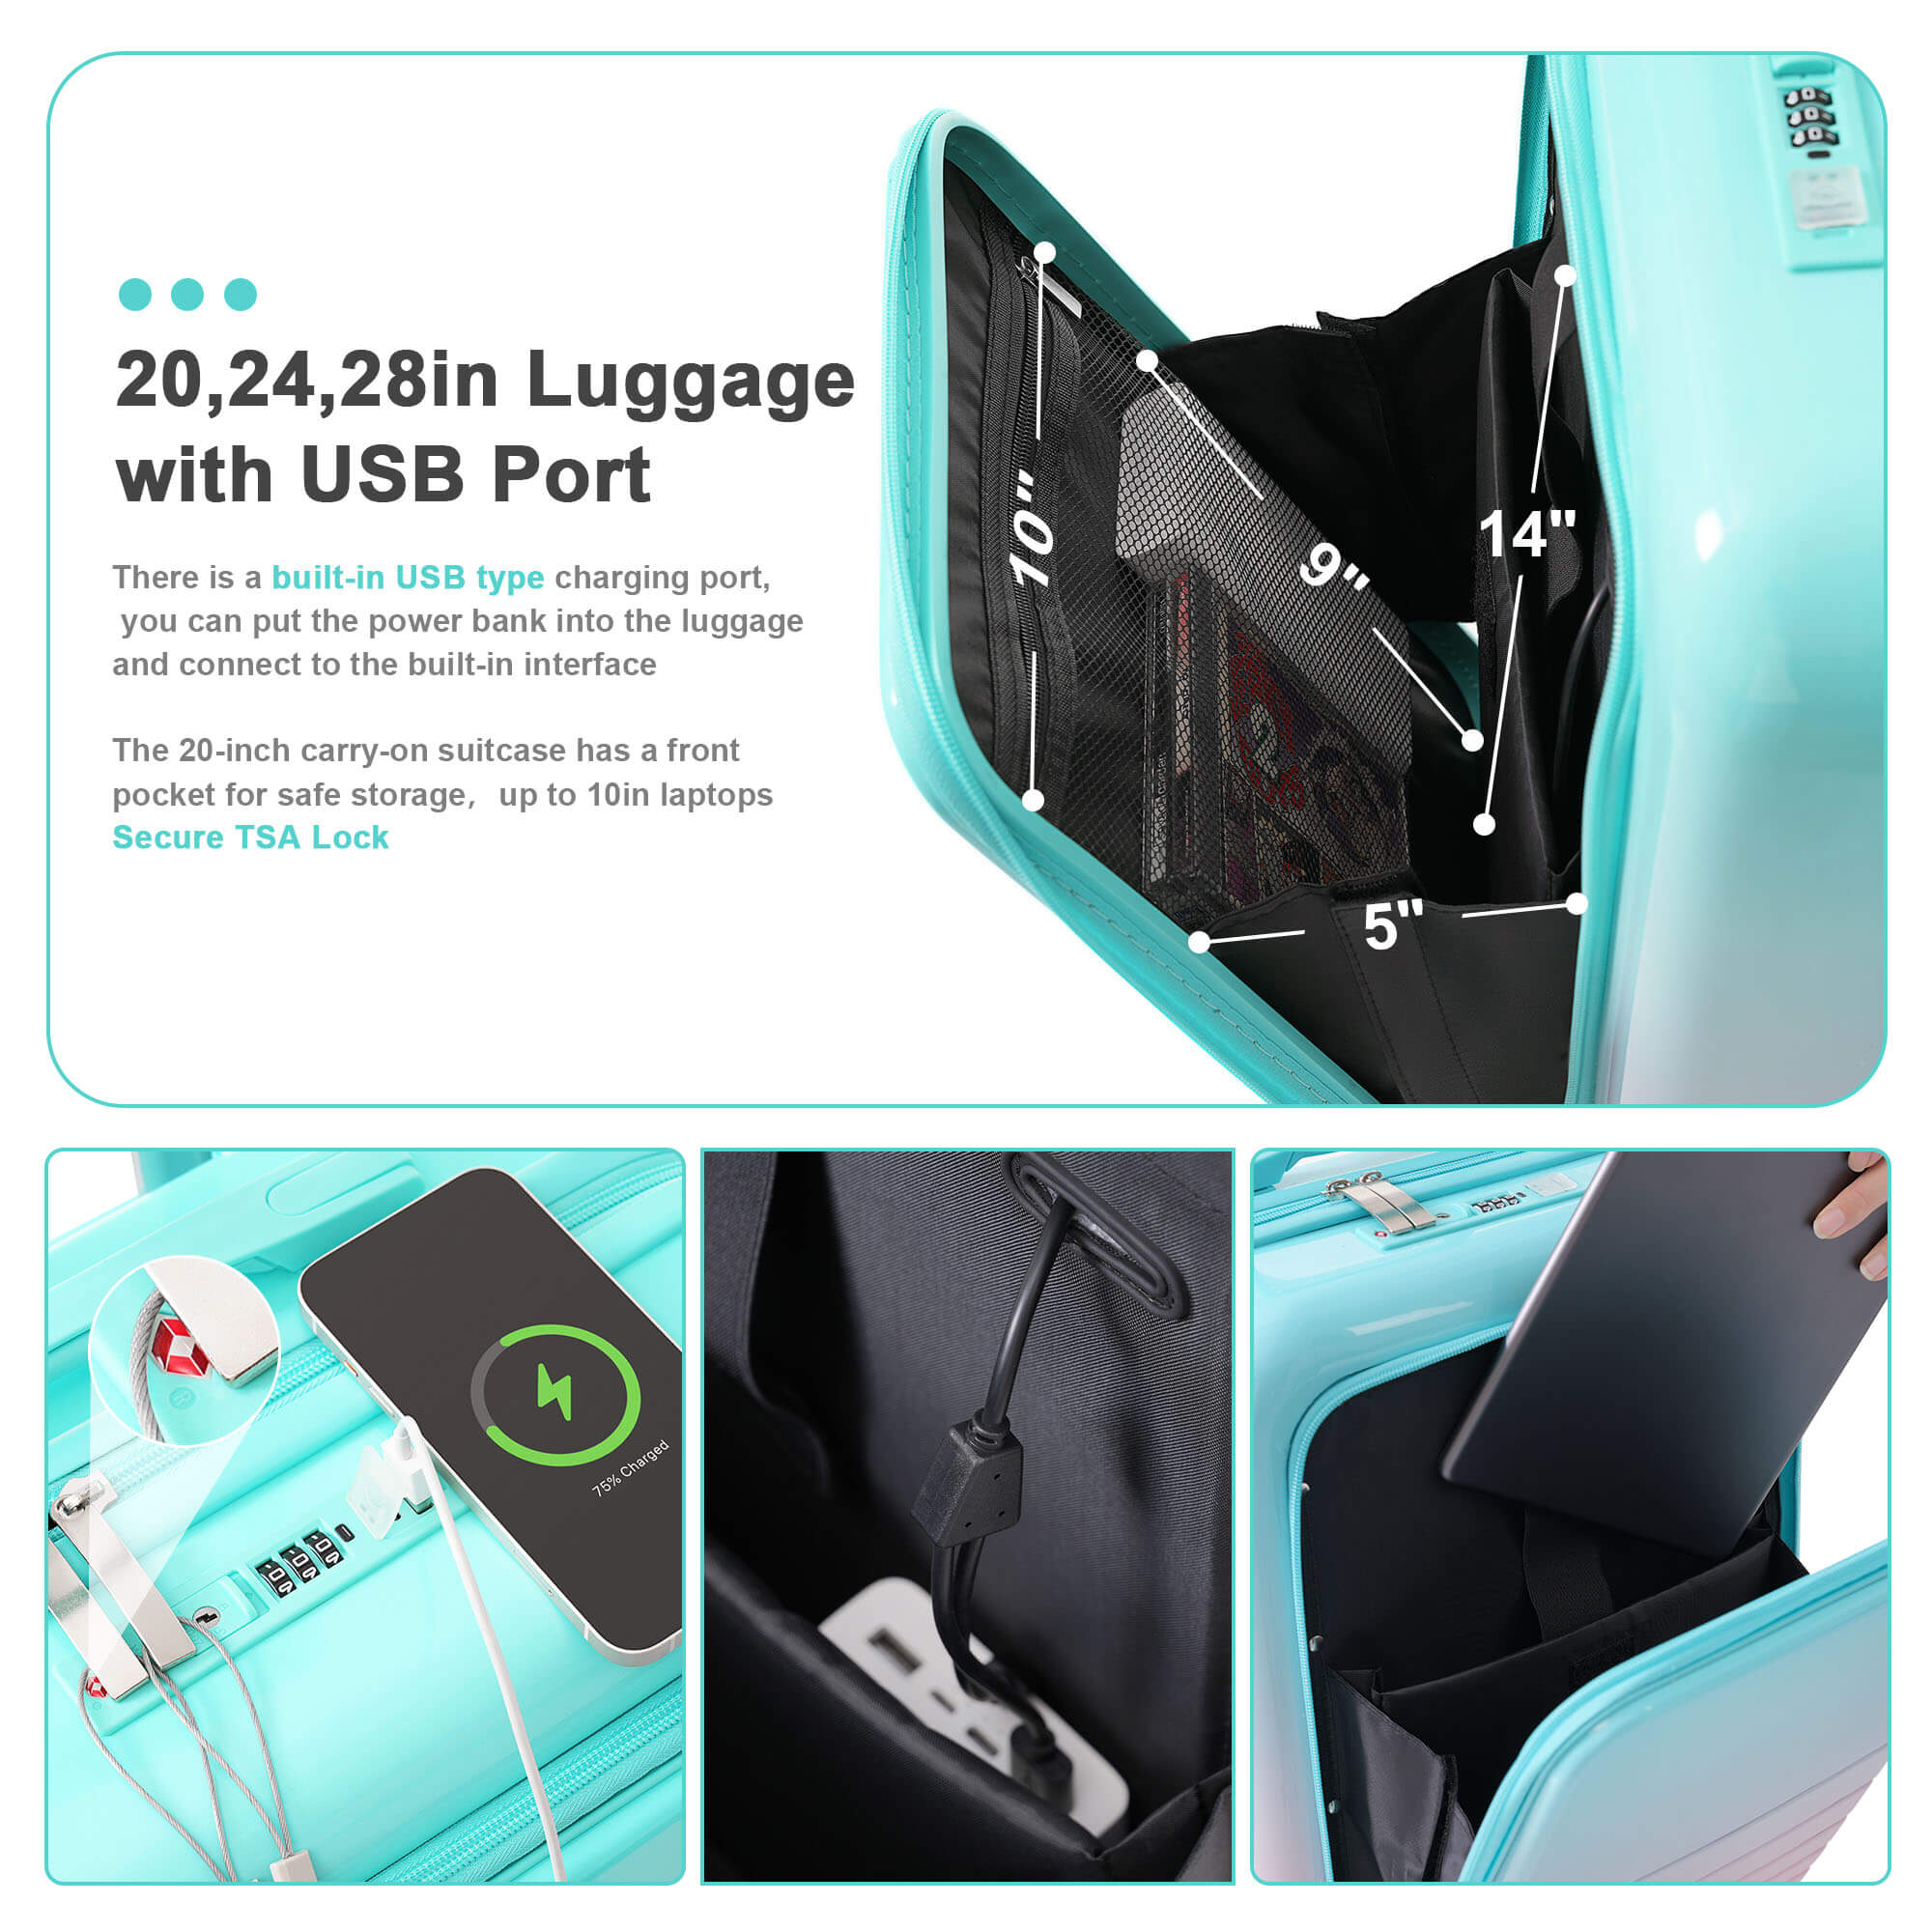 20,24,28in Luggage
with USB Port
There is a built-in USB type charging port,
you can put the power bank into the luggage
and connect to the built-in interface
The 20-inch carry-on suitcase has a front
pocket for safe storage, up to 10in laptops
Secure TSA Lock
10"
9"
14"
5"
75% Charged